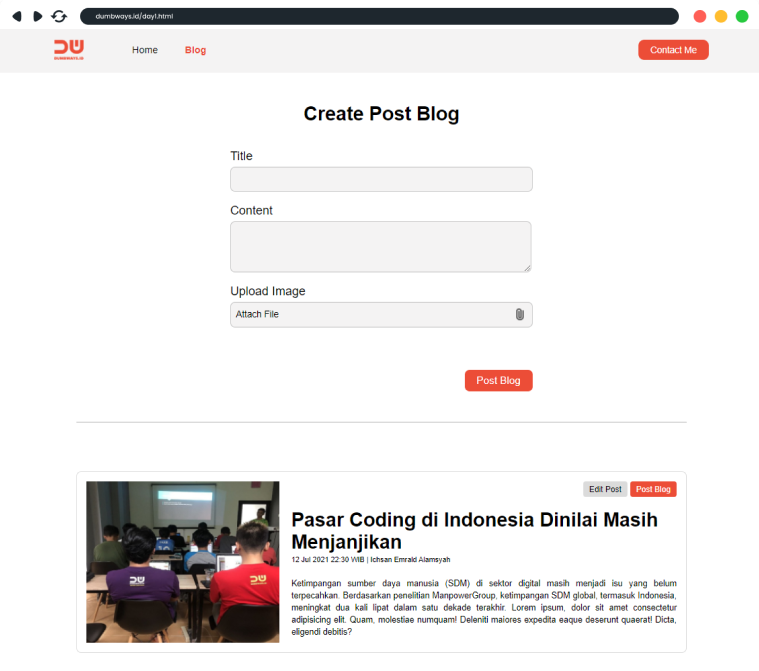 dumbways.id/day1.html
DUMBWAYS.ID
Home
Blog
Contact Me
Create Post Blog
Title
Content
Upload Image
Attach File
Post Blog
Edit Post
Post Blog
Pasar Coding di Indonesia Dinilai Masih
Menjanjikan
12 Jul 2021 22:30 WIB | Ichsan Emrald Alamsyah
Ketimpangan sumber daya manusia (SDM) di sektor digital masih menjadi isu yang belum
terpecahkan. Berdasarkan penelitian ManpowerGroup, ketimpangan SDM global, termasuk Indonesia,
meningkat dua kali lipat dalam satu dekade terakhir. Lorem ipsum, dolor sit amet consectetur
adipisicing elit. Quam, molestiae numquam! Deleniti maiores expedita eaque deserunt quaerat! Dicta,
eligendi debitis?